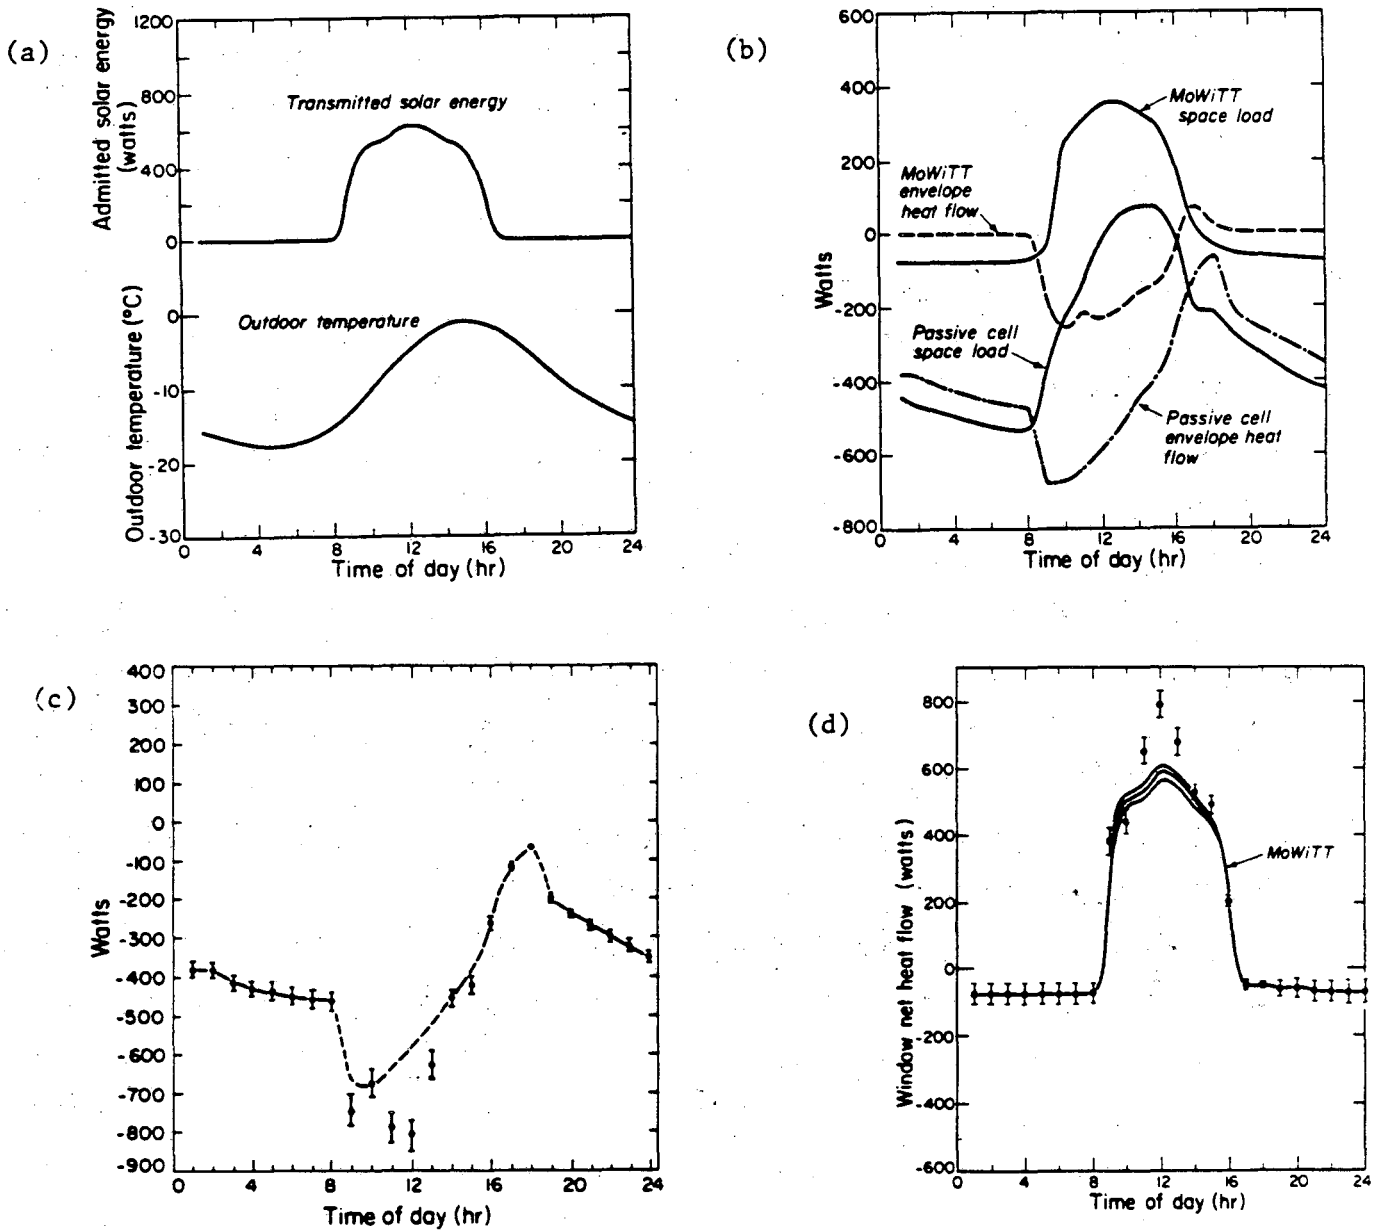 (a)
Admitted solar energy
(watts)
1200
800
400
0
Transmitted solar energy
Outdoor temperature (°C)
0
-10
-20
-30
Outdoor temperature
0 4 8 12 16 20 24
Time of day (hr)
(b)
Watts
600
400
200
0
-200
-400
-600
-800
MoWiTT
space load
MoWiTT
envelope
heat flow
Passive cell
space load
Passive cell
envelope heat
flow
0 4 8 12 16 20 24
Time of day (hr)
(c)
Watts
400
300
200
100
0
-100
-200
-300
-400
-500
-600
-700
-800
-900
0 4 8 12 16 20 24
Time of day (hr)
(d)
Window net heat flow (watts)
800
600
400
200
0
-200
-400
-600
MoWiTT
0 4 8 12 16 20 24
Time of day (hr)